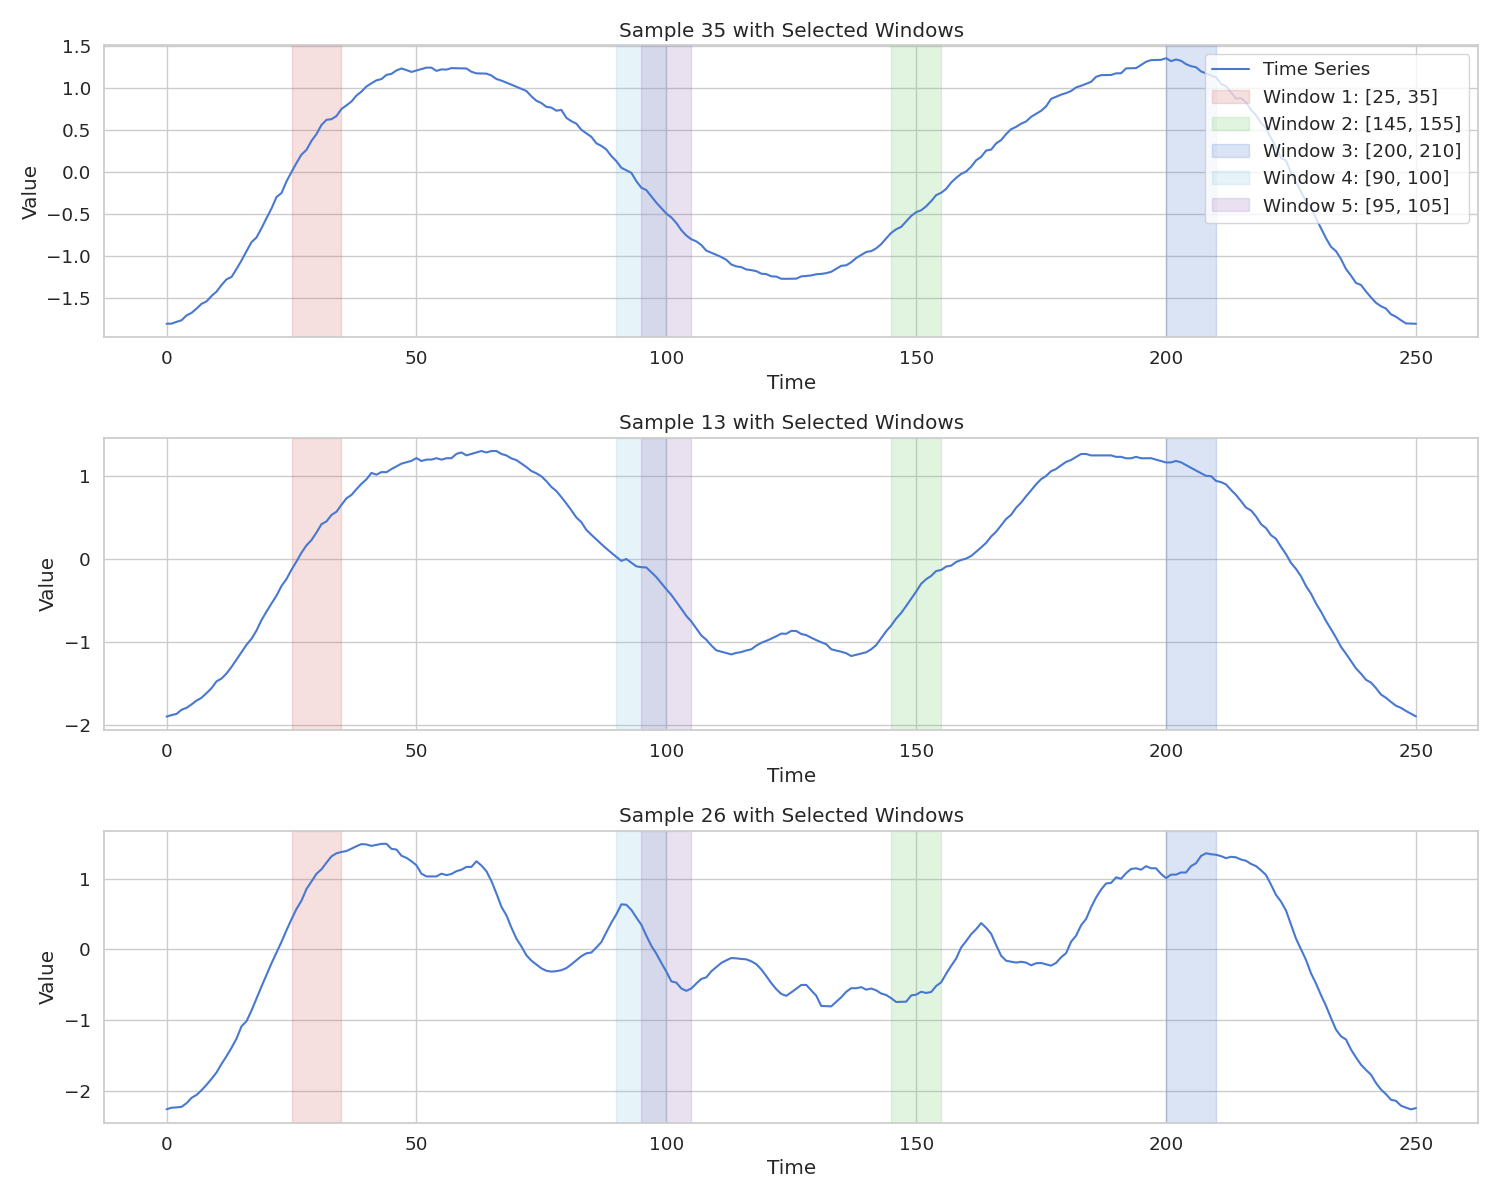 Sample 35 with Selected Windows
1.5
1.0
0.5
0.0
−0.5
−1.0
−1.5
Value
Time Series
Window 1: [25, 35]
Window 2: [145, 155]
Window 3: [200, 210]
Window 4: [90, 100]
Window 5: [95, 105]
0 50 100 150 200 250
Time
Sample 13 with Selected Windows
1
0
−1
−2
Value
0 50 100 150 200 250
Time
Sample 26 with Selected Windows
1
0
−1
−2
Value
0 50 100 150 200 250
Time